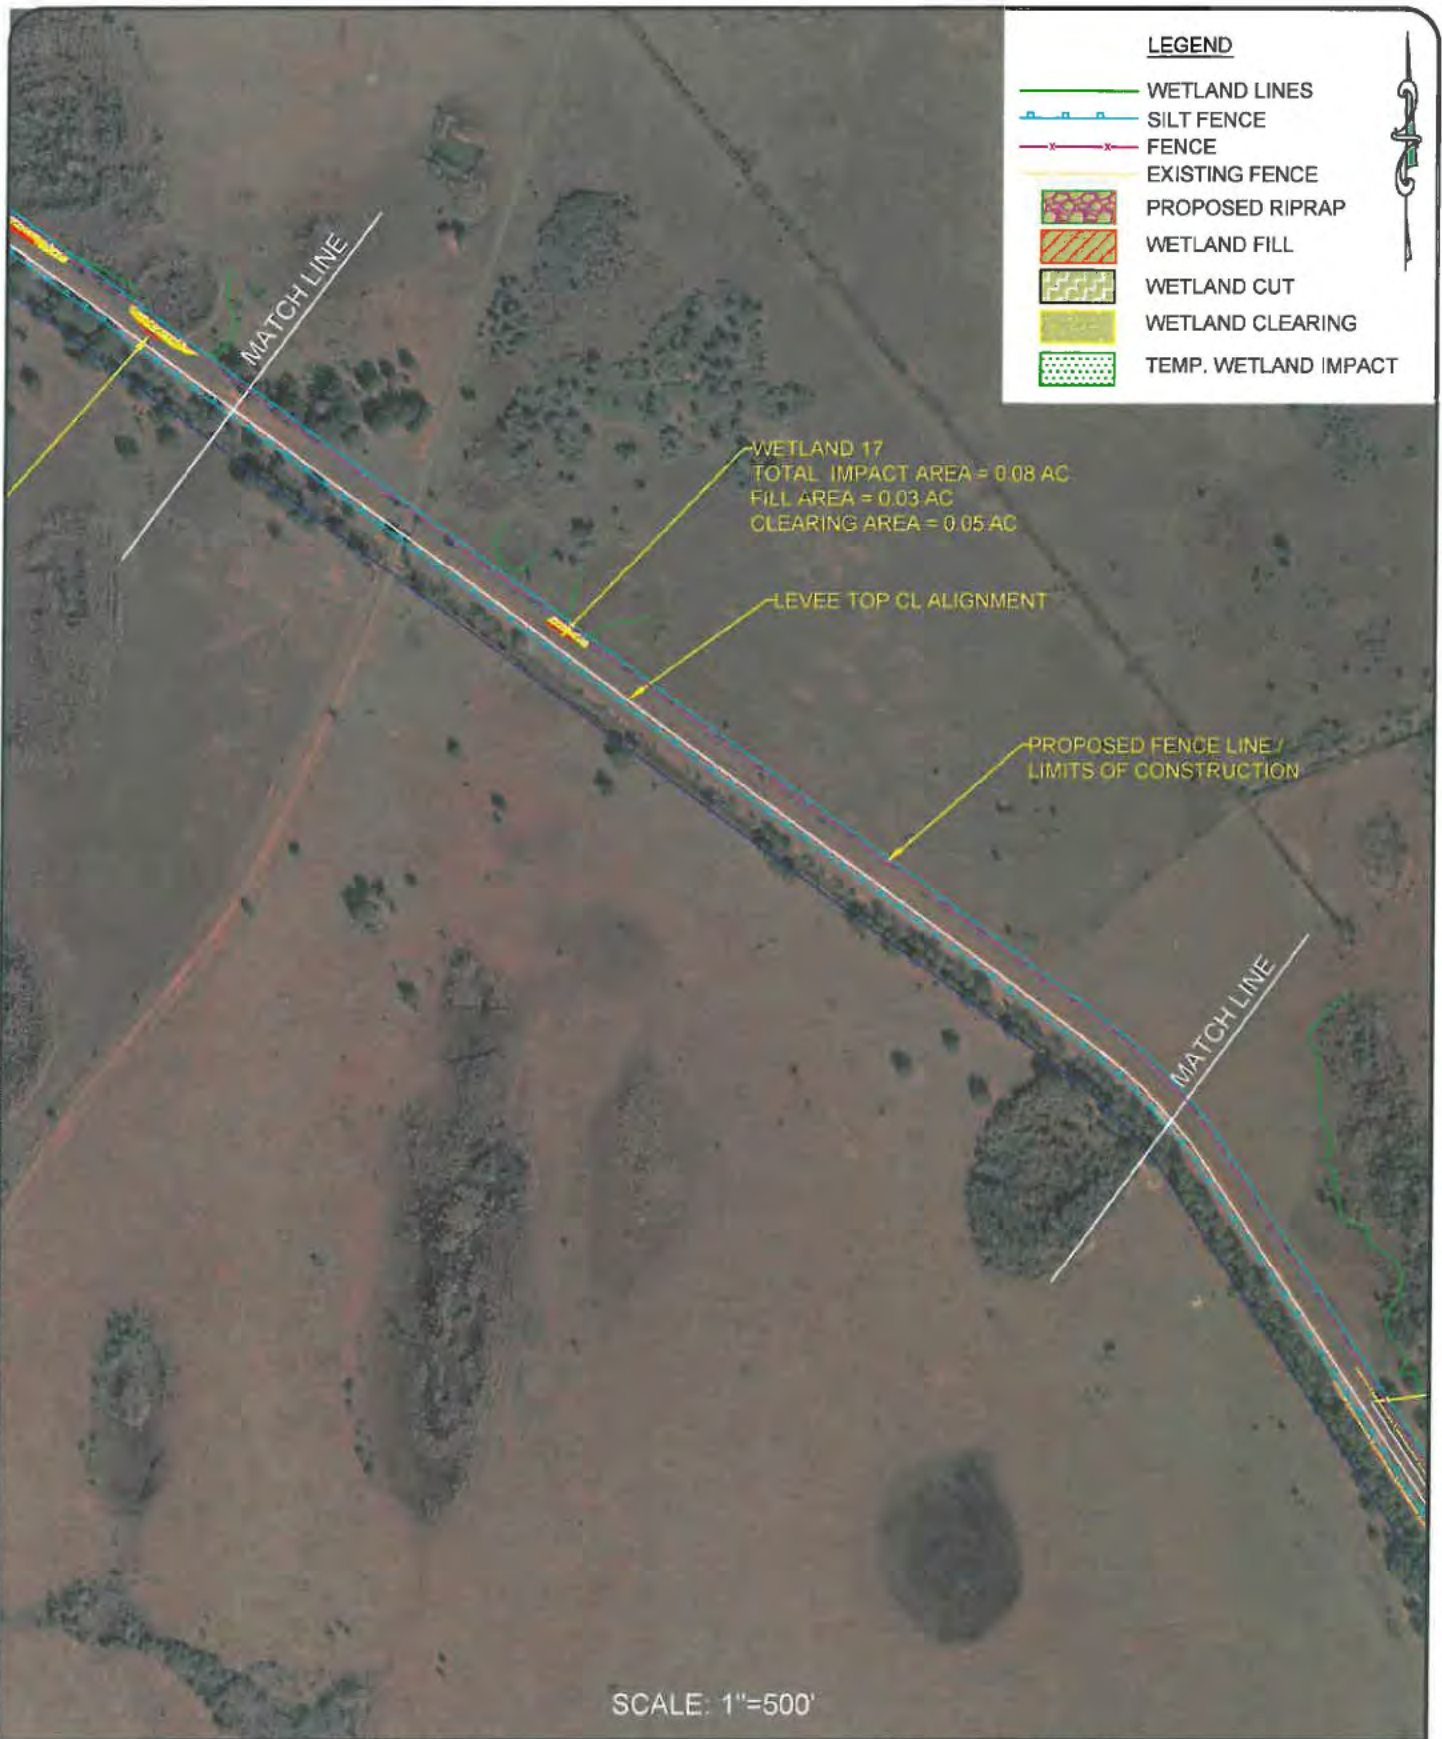 LEGEND
WETLAND LINES
SILT FENCE
FENCE
EXISTING FENCE
PROPOSED RIPRAP
WETLAND FILL
WETLAND CUT
WETLAND CLEARING
TEMP. WETLAND IMPACT
MATCH LINE
WETLAND 17
TOTAL IMPACT AREA = 0.08 AC
FILL AREA = 0.03 AC
CLEARING AREA = 0.05 AC
LEVEE TOP CL ALIGNMENT
PROPOSED FENCE LINE /
LIMITS OF CONSTRUCTION
MATCH LINE
SCALE: 1"=500'